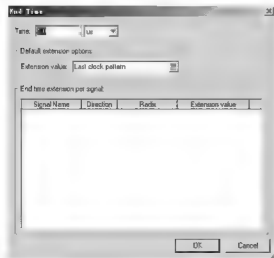 End Time
Time: us
Default extension options
Extension value: Last clock pattern
End time extension per signal:
Signal Name Direction Radix Extension value
OK Cancel